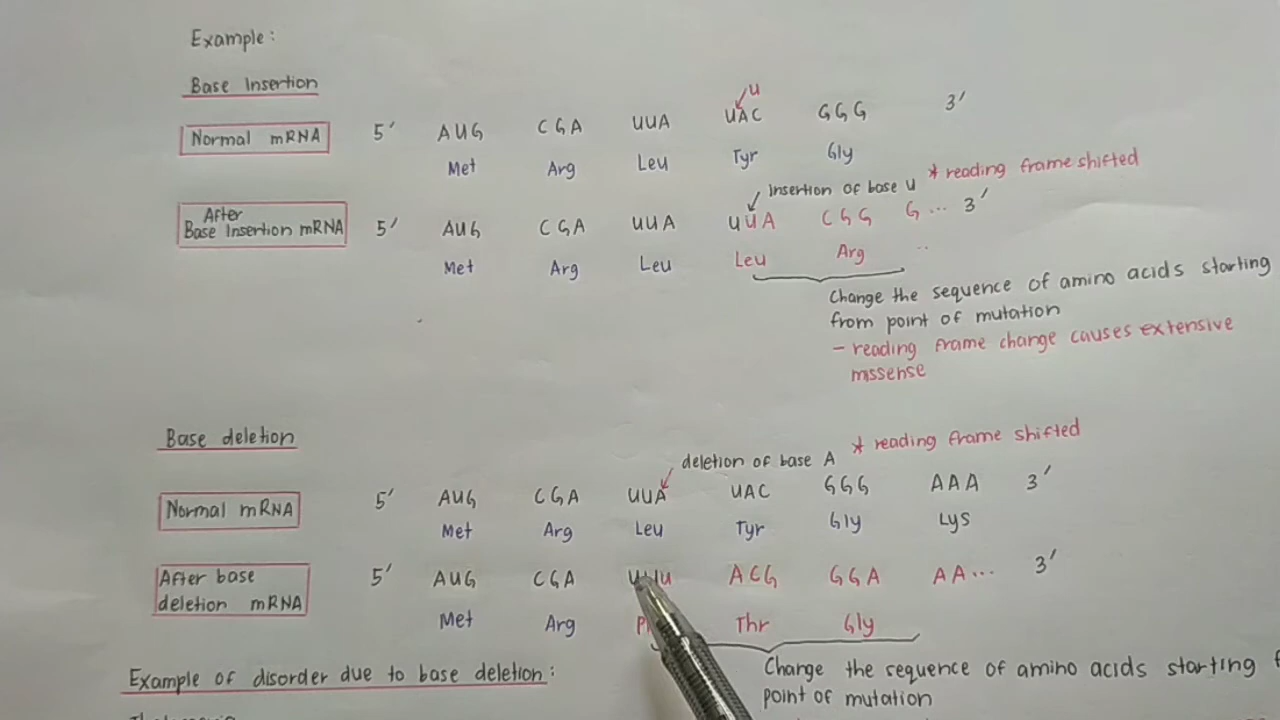 Example:
Base Insertion
u
Normal mRNA 5' AUG CGA UUA UAC GGG 3'
Met Arg Leu Tyr Gly
insertion of base U * reading frame shifted
After
Base Insertion mRNA 5' AUG CGA UUA UUA CGG G... 3'
Met Arg Leu Leu Arg ..
Change the sequence of amino acids starting
from point of mutation
- reading frame change causes extensive
mssense
Base deletion
deletion of base A * reading frame shifted
Normal mRNA 5' AUG CGA UUA UAC GGG AAA 3'
Met Arg Leu Tyr Gly Lys
After base
deletion mRNA 5' AUG CGA UUU ACG GGA AA... 3'
Met Arg Thr Gly
Change the sequence of amino acids starting
point of mutation
Example of disorder due to base deletion: